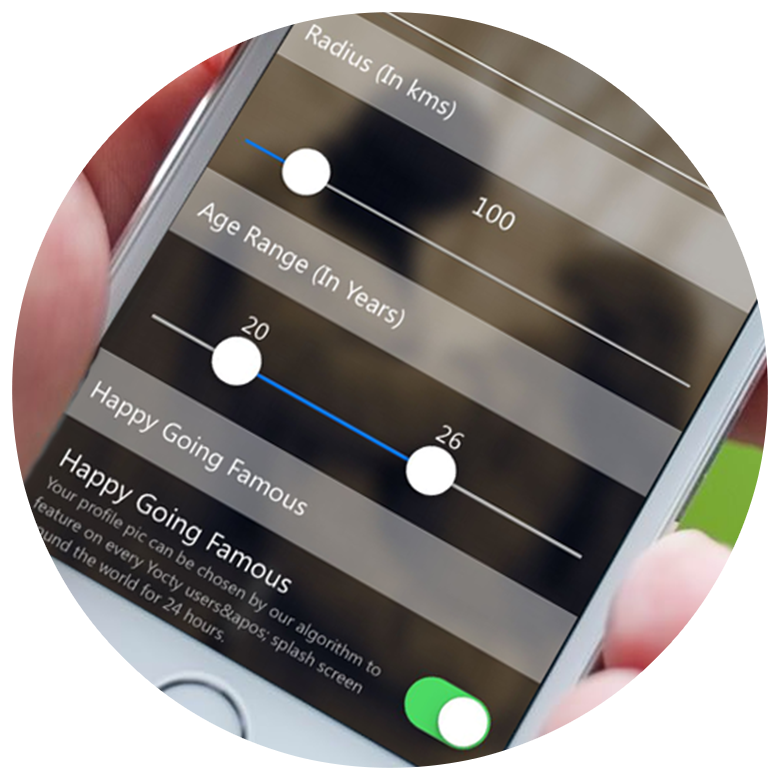 Radius (In kms)
100
Age Range (In Years)
20
26
Happy Going Famous
Happy Going Famous
Your profile pic can be chosen by our algorithm to
feature on every Yocty users&apos; splash screen
the world for 24 hours.